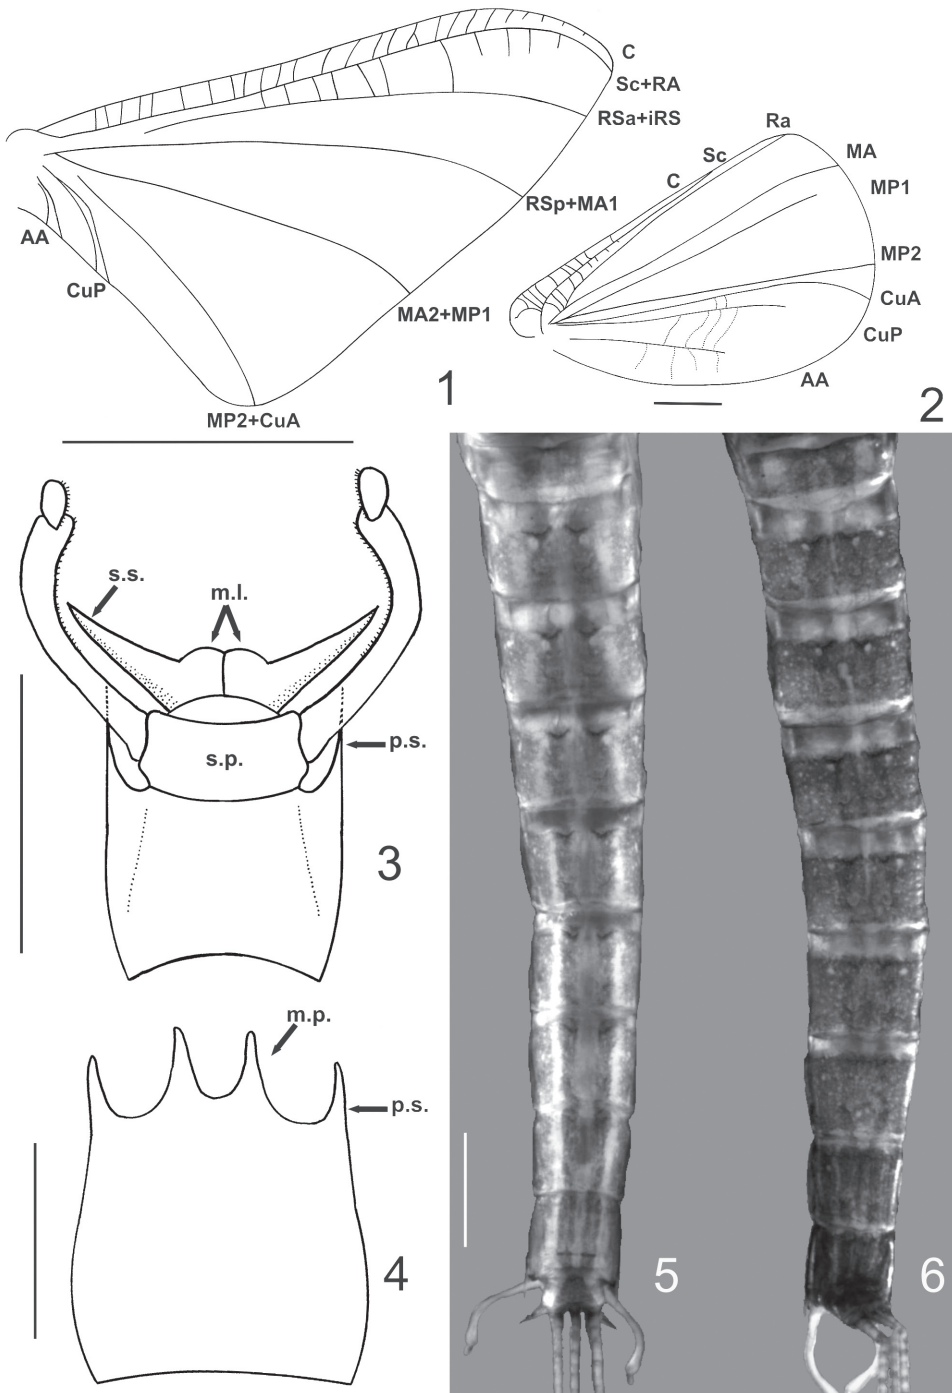 C
Sc+RA
RSa+iRS
RSp+MA1
MA2+MP1
MP2+CuA
CuP
AA
1
Ra
Sc
C
MA
MP1
MP2
CuA
CuP
AA
2
s.s.
m.l.
p.s.
s.p.
3
m.p.
p.s.
4
5
6